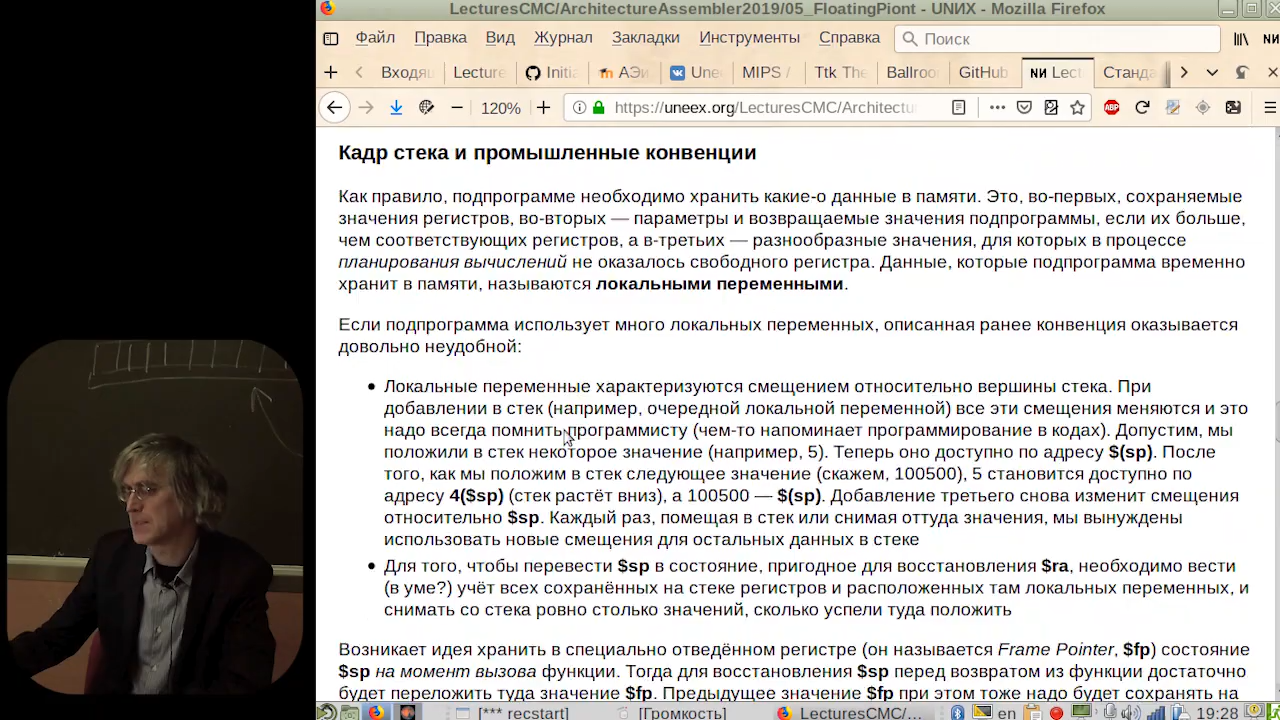 LecturesCMC/ArchitectureAssembler2019/05_FloatingPiont - UNИX - Mozilla Firefox
Файл Правка Вид Журнал Закладки Инструменты Справка Поиск
Входящ Lecture Initia АЭи Une MIPS / Ttk The Ballroo GitHub Lect Станда
120% https://uneex.org/LecturesCMC/Architectu
Кадр стека и промышленные конвенции
Как правило, подпрограмме необходимо хранить какие-о данные в памяти. Это, во-первых, сохраняемые
значения регистров, во-вторых — параметры и возвращаемые значения подпрограммы, если их больше,
чем соответствующих регистров, а в-третьих — разнообразные значения, для которых в процессе
планирования вычислений не оказалось свободного регистра. Данные, которые подпрограмма временно
хранит в памяти, называются локальными переменными.
Если подпрограмма использует много локальных переменных, описанная ранее конвенция оказывается
довольно неудобной:
• Локальные переменные характеризуются смещением относительно вершины стека. При
добавлении в стек (например, очередной локальной переменной) все эти смещения меняются и это
надо всегда помнить программисту (чем-то напоминает программирование в кодах). Допустим, мы
положили в стек некоторое значение (например, 5). Теперь оно доступно по адресу $(sp). После
того, как мы положим в стек следующее значение (скажем, 100500), 5 становится доступно по
адресу 4($sp) (стек растёт вниз), а 100500 — $(sp). Добавление третьего снова изменит смещения
относительно $sp. Каждый раз, помещая в стек или снимая оттуда значения, мы вынуждены
использовать новые смещения для остальных данных в стеке
• Для того, чтобы перевести $sp в состояние, пригодное для восстановления $ra, необходимо вести
(в уме?) учёт всех сохранённых на стеке регистров и расположенных там локальных переменных, и
снимать со стека ровно столько значений, сколько успели туда положить
Возникает идея хранить в специально отведённом регистре (он называется Frame Pointer, $fp) состояние
$sp на момент вызова функции. Тогда для восстановления $sp перед возвратом из функции достаточно
будет переложить туда значение $fp. Предыдущее значение $fp при этом тоже надо будет сохранять на
[*** recstart] [Громкость] LecturesCMC/... en 19:28